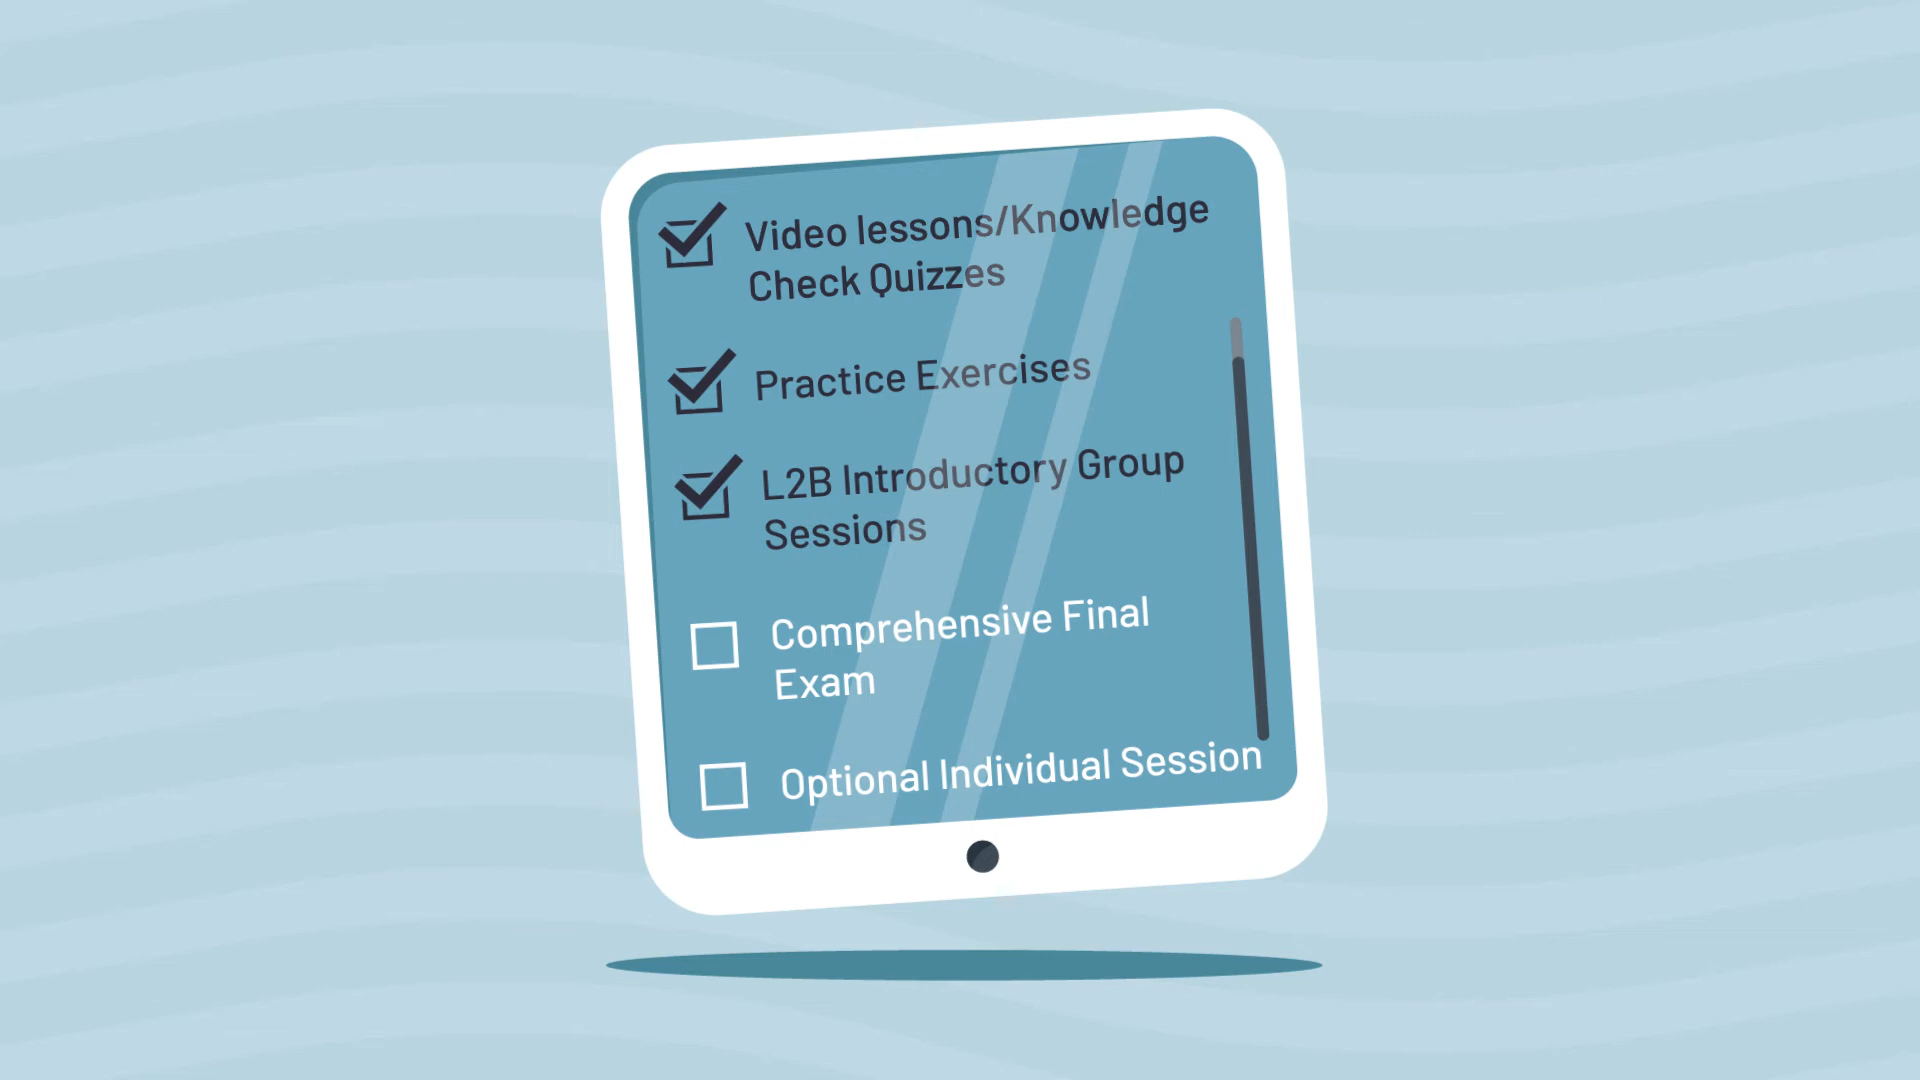 Video lessons/Knowledge
Check Quizzes
Practice Exercises
L2B Introductory Group
Sessions
Comprehensive Final
Exam
Optional Individual Session